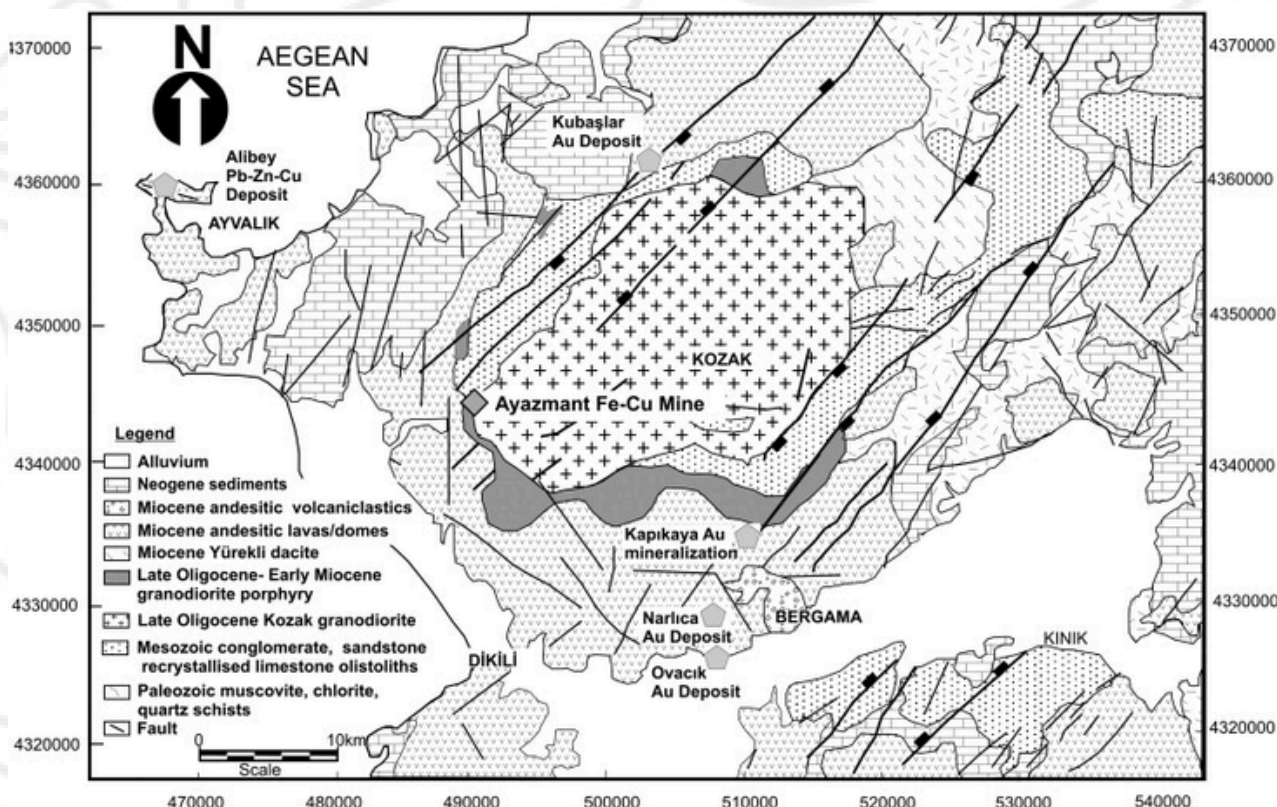 N
AEGEAN
SEA
4370000
4370000
Kubaşlar
Au Deposit
Alibey
Pb-Zn-Cu
Deposit
4360000
4360000
AYVALIK
4350000
4350000
KOZAK
Ayazmant Fe-Cu Mine
Legend
Alluvium
Neogene sediments
Miocene andesitic volcaniclastics
Miocene andesitic lavas/domes
Miocene Yürekli dacite
Late Oligocene- Early Miocene
granodiorite porphyry
Late Oligocene Kozak granodiorite
Mesozoic conglomerate, sandstone
recrystallised limestone olistoliths
Paleozoic muscovite, chlorite,
quartz schists
Fault
4340000
4340000
Kapıkaya Au
mineralization
4330000
4330000
Narlıca
Au Deposit
BERGAMA
KINIK
DİKİLİ
Ovacık
Au Deposit
4320000
4320000
0 10km
Scale
470000 480000 490000 500000 510000 520000 530000 540000